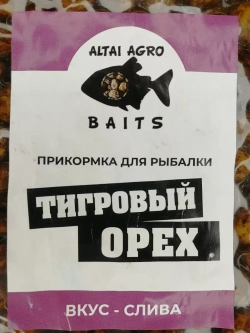 ALTAI AGRO
BAITS
ПРИКОРМКА ДЛЯ РЫБАЛКИ
ТИГРОВЫЙ
ОРЕХ.
ВКУС - СЛИВА